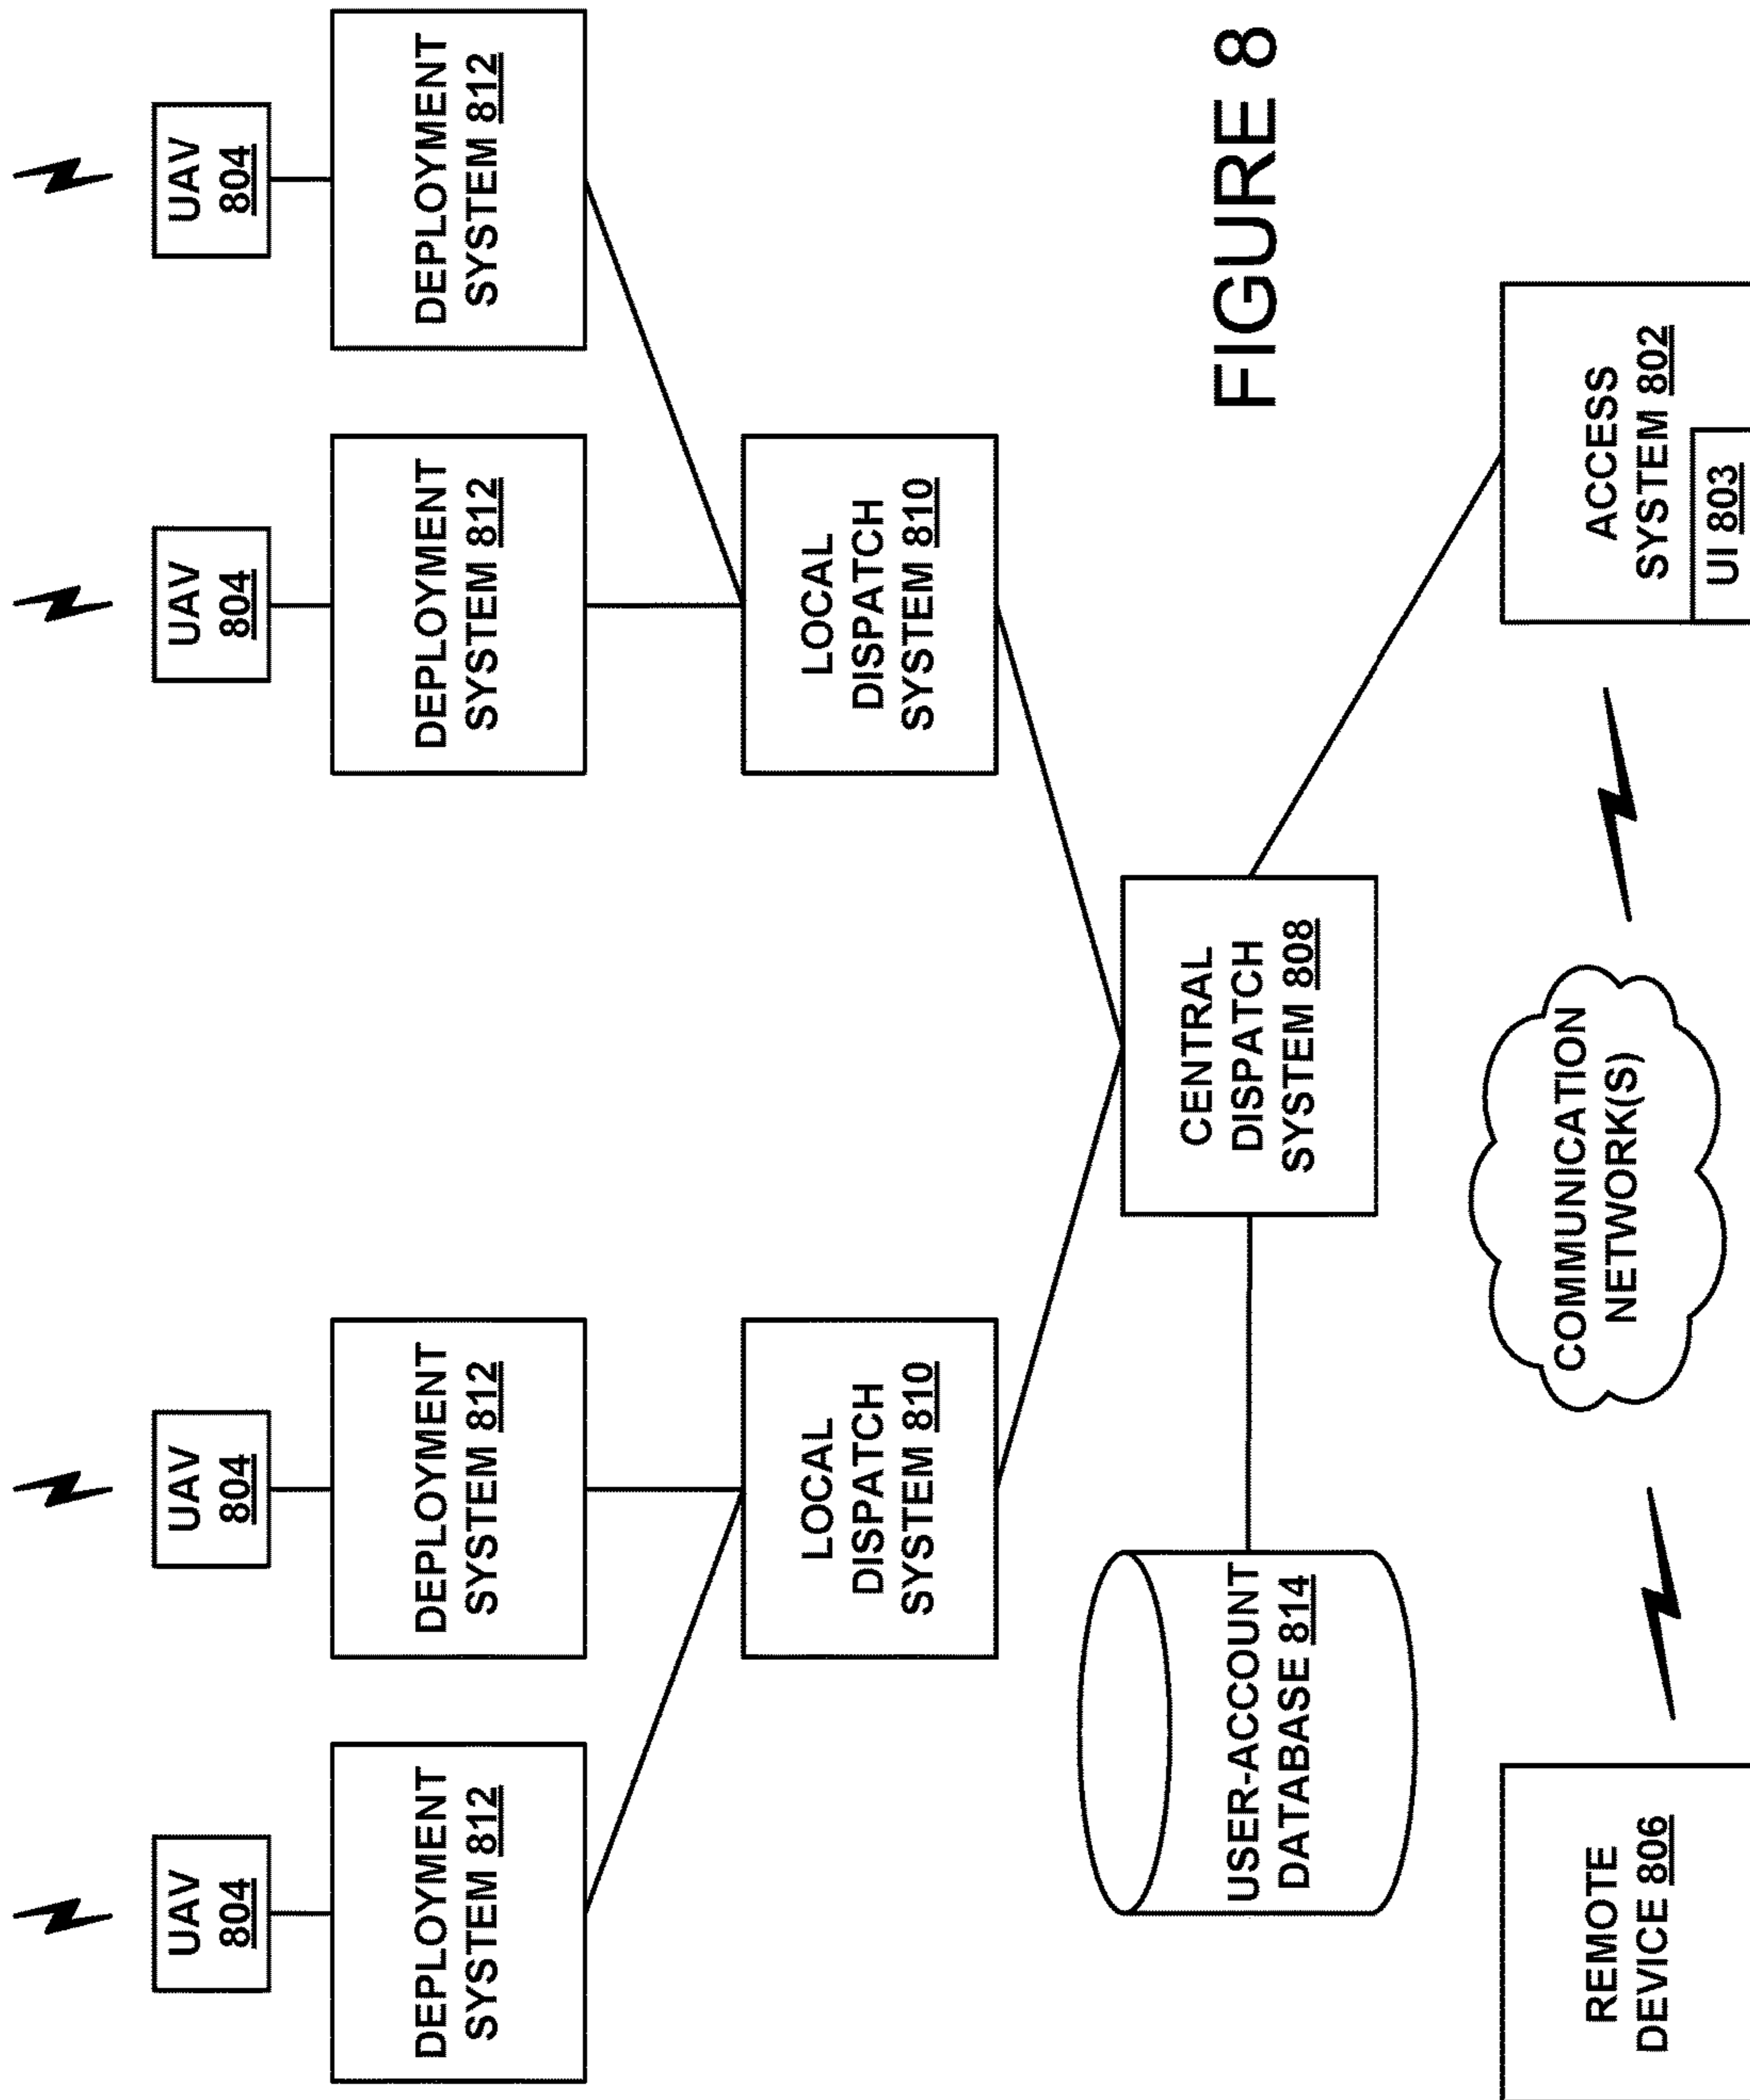 UAV
804
UAV
804
UAV
804
UAV
804
DEPLOYMENT
SYSTEM 812
DEPLOYMENT
SYSTEM 812
DEPLOYMENT
SYSTEM 812
DEPLOYMENT
SYSTEM 812
LOCAL
DISPATCH
SYSTEM 810
LOCAL
DISPATCH
SYSTEM 810
USER-ACCOUNT
DATABASE 814
CENTRAL
DISPATCH
SYSTEM 808
FIGURE 8
REMOTE
DEVICE 806
COMMUNICATION
NETWORK(S)
ACCESS
SYSTEM 802
UI 803